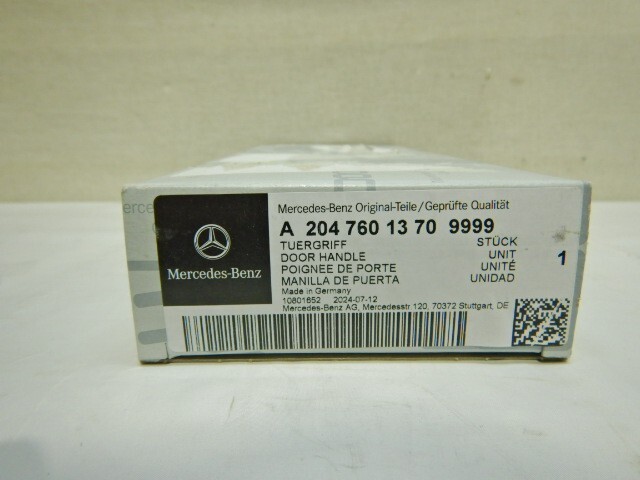 ercede
Mercedes-Benz
Mercedes-Benz Original-Teile/Geprüfte Qualität
A 204 760 13 70 9999
TUERGRIFF STÜCK
DOOR HANDLE UNIT 1
POIGNEE DE PORTE UNITÉ
MANILLA DE PUERTA UNIDAD
Made in Germany
10801652 2024-07-12
Mercedes-Benz AG, Mercedesstr 120, 70372 Stuttgart, DE